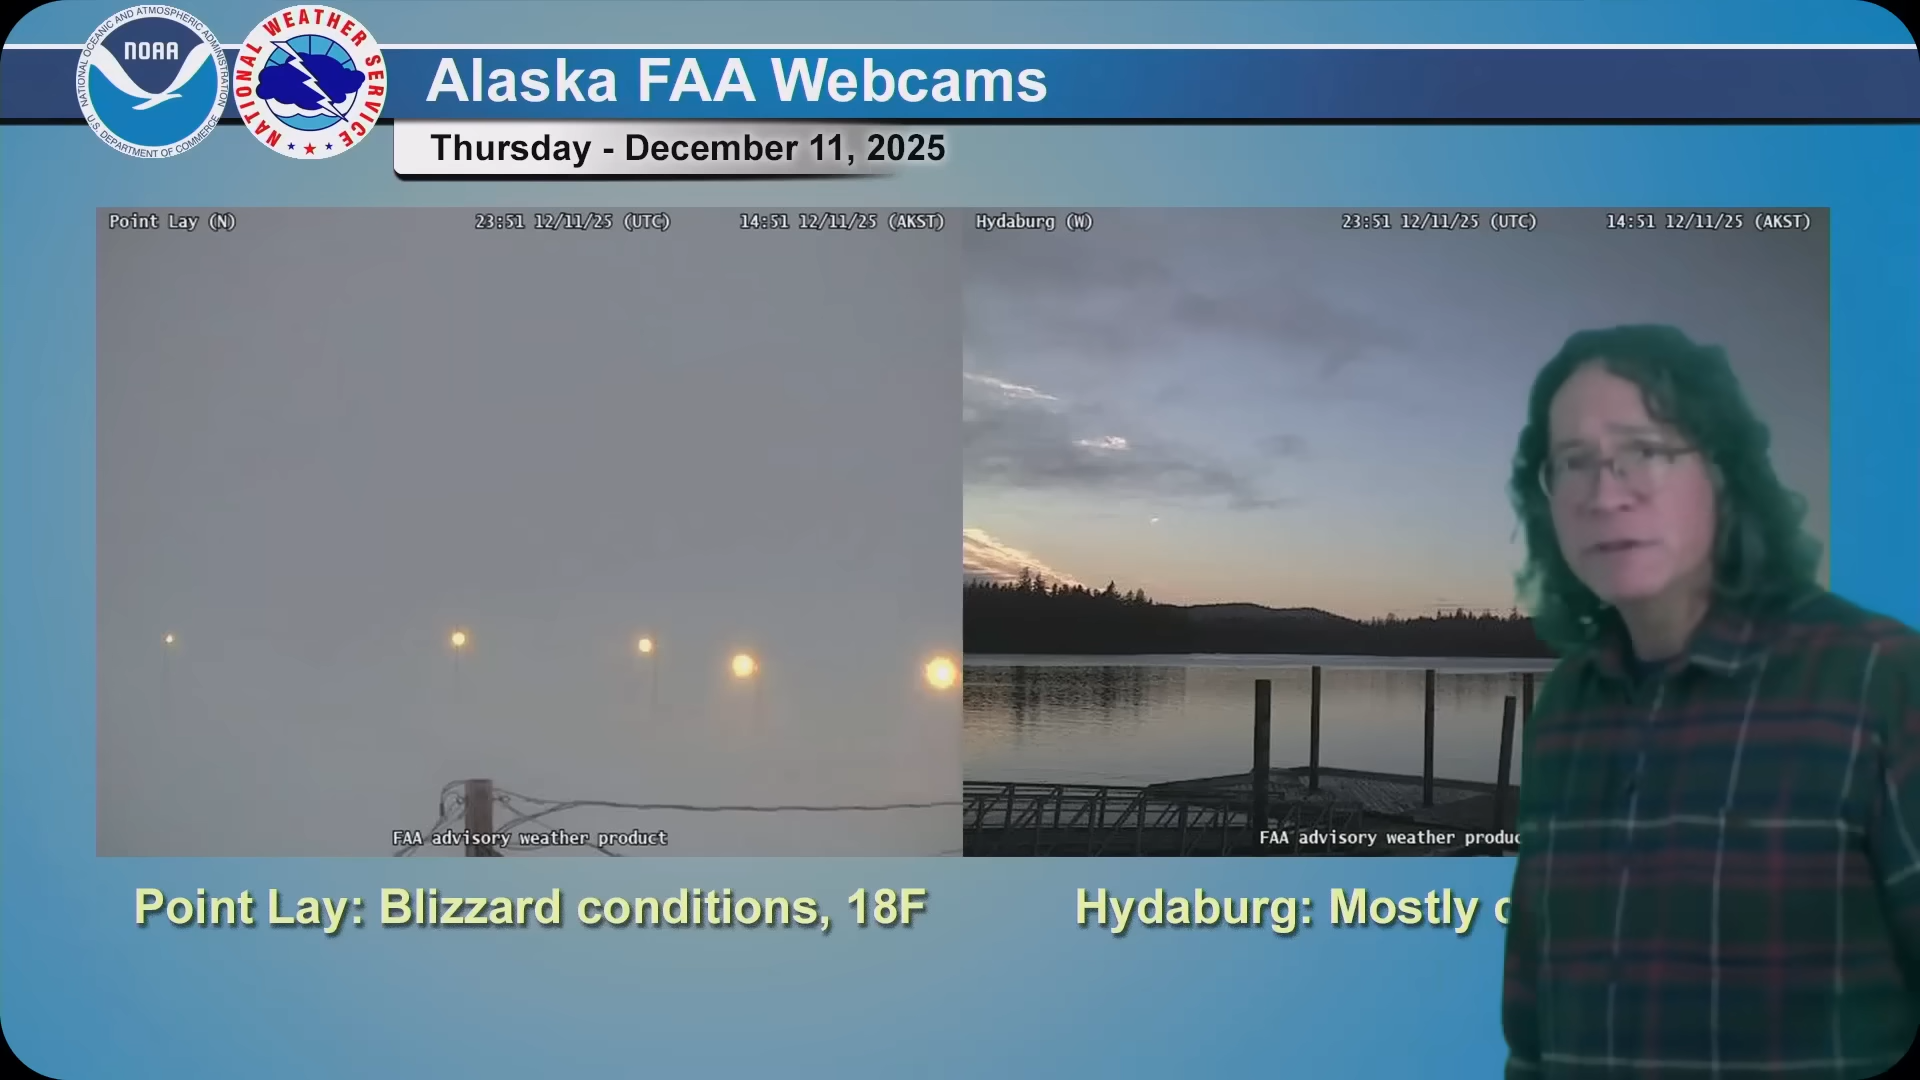 NATIONAL OCEANIC AND ATMOSPHERIC ADMINISTRATION
NOAA
U.S. DEPARTMENT OF COMMERCE
NATIONAL WEATHER SERVICE
Alaska FAA Webcams
Thursday - December 11, 2025
Point Lay (N) 23:51 12/11/25 (UTC) 14:51 12/11/25 (AKST)
Hydaburg (W) 23:51 12/11/25 (UTC) 14:51 12/11/25 (AKST)
FAA advisory weather product
FAA advisory weather produc
Point Lay: Blizzard conditions, 18F
Hydaburg: Mostly